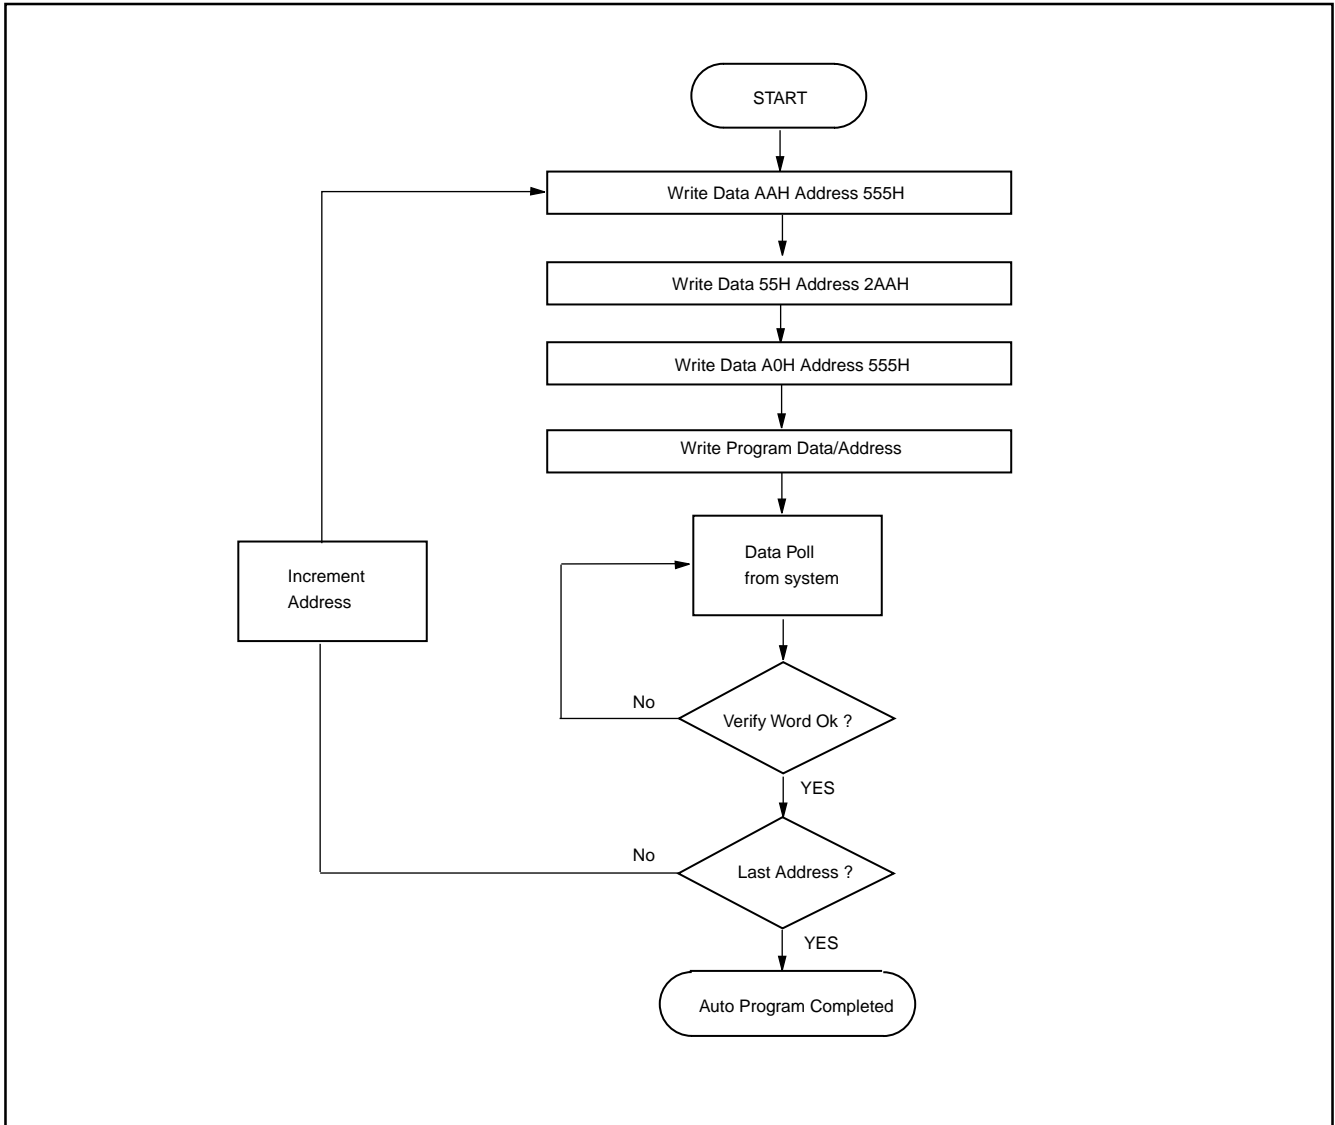 START
Write Data AAH Address 555H
Write Data 55H Address 2AAH
Write Data A0H Address 555H
Write Program Data/Address
Data Poll
from system
Increment
Address
No
Verify Word Ok ?
YES
No
Last Address ?
YES
Auto Program Completed